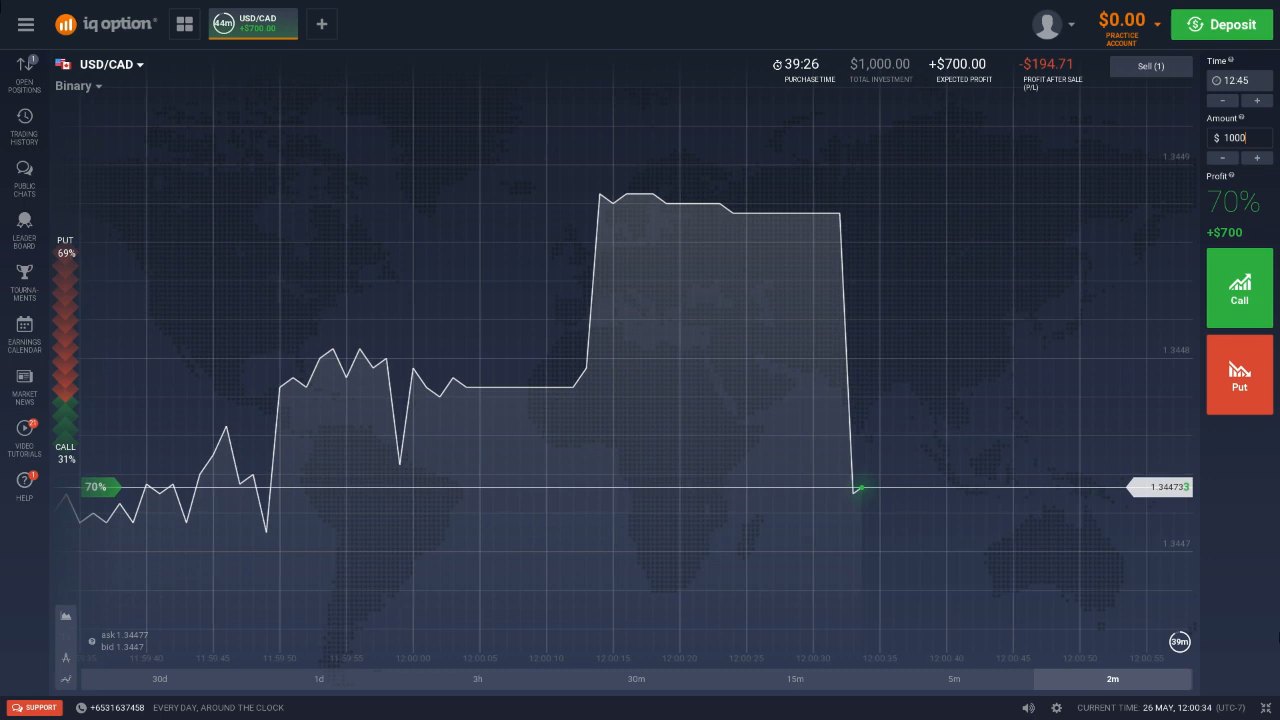 iq option
44m
USD/CAD
+$700.00
+
$0.00
PRACTICE
ACCOUNT
Deposit
1
OPEN
POSITIONS
TRADING
HISTORY
PUBLIC
CHATS
LEADER
BOARD
TOURNA-
MENTS
EARNINGS
CALENDAR
MARKET
NEWS
21
VIDEO
TUTORIALS
1
HELP
USD/CAD
Binary
39:26
PURCHASE TIME
$1,000.00
TOTAL INVESTMENT
+$700.00
EXPECTED PROFIT
-$194.71
PROFIT AFTER SALE
(P/L)
Sell (1)
PUT
69%
CALL
31%
70%
1.3449
1.3448
1.344733
1.3447
ask 1.34477
bid 1.3447
39m
11:59:40 11:59:45 11:59:50 11:59:55 12:00:00 12:00:05 12:00:10 12:00:15 12:00:20 12:00:25 12:00:30 12:00:35 12:00:40 12:00:45 12:00:50 12:00:55
30d 1d 3h 30m 15m 5m 2m
Time
12.45
- +
Amount
$ 1000
- +
Profit
70%
+$700
Call
Put
SUPPORT
+6531637458 EVERY DAY, AROUND THE CLOCK
CURRENT TIME: 26 MAY, 12:00:34 (UTC-7)